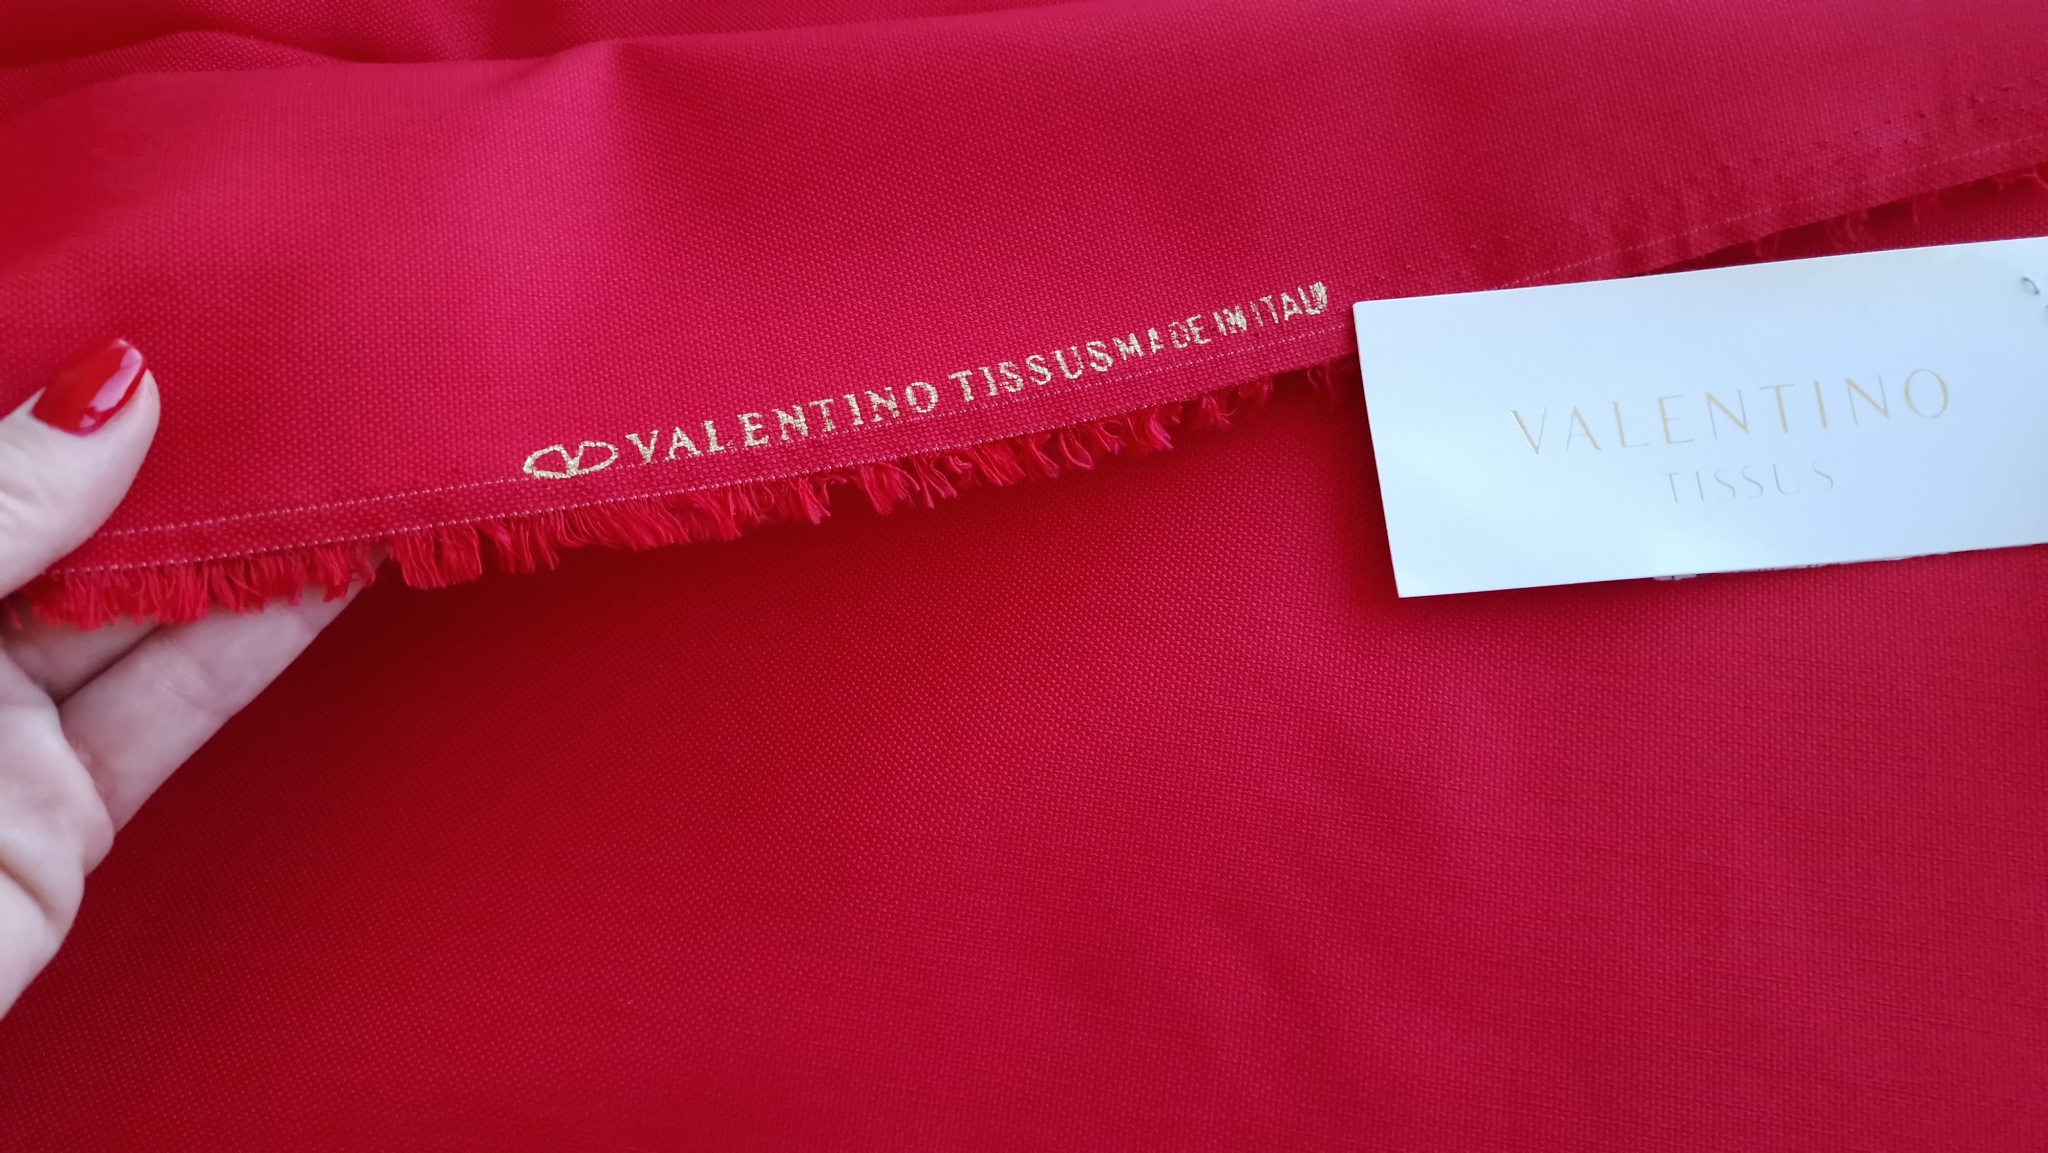 VALENTINO TISSUS MADE IN ITALY
VALENTINO
TISSUS